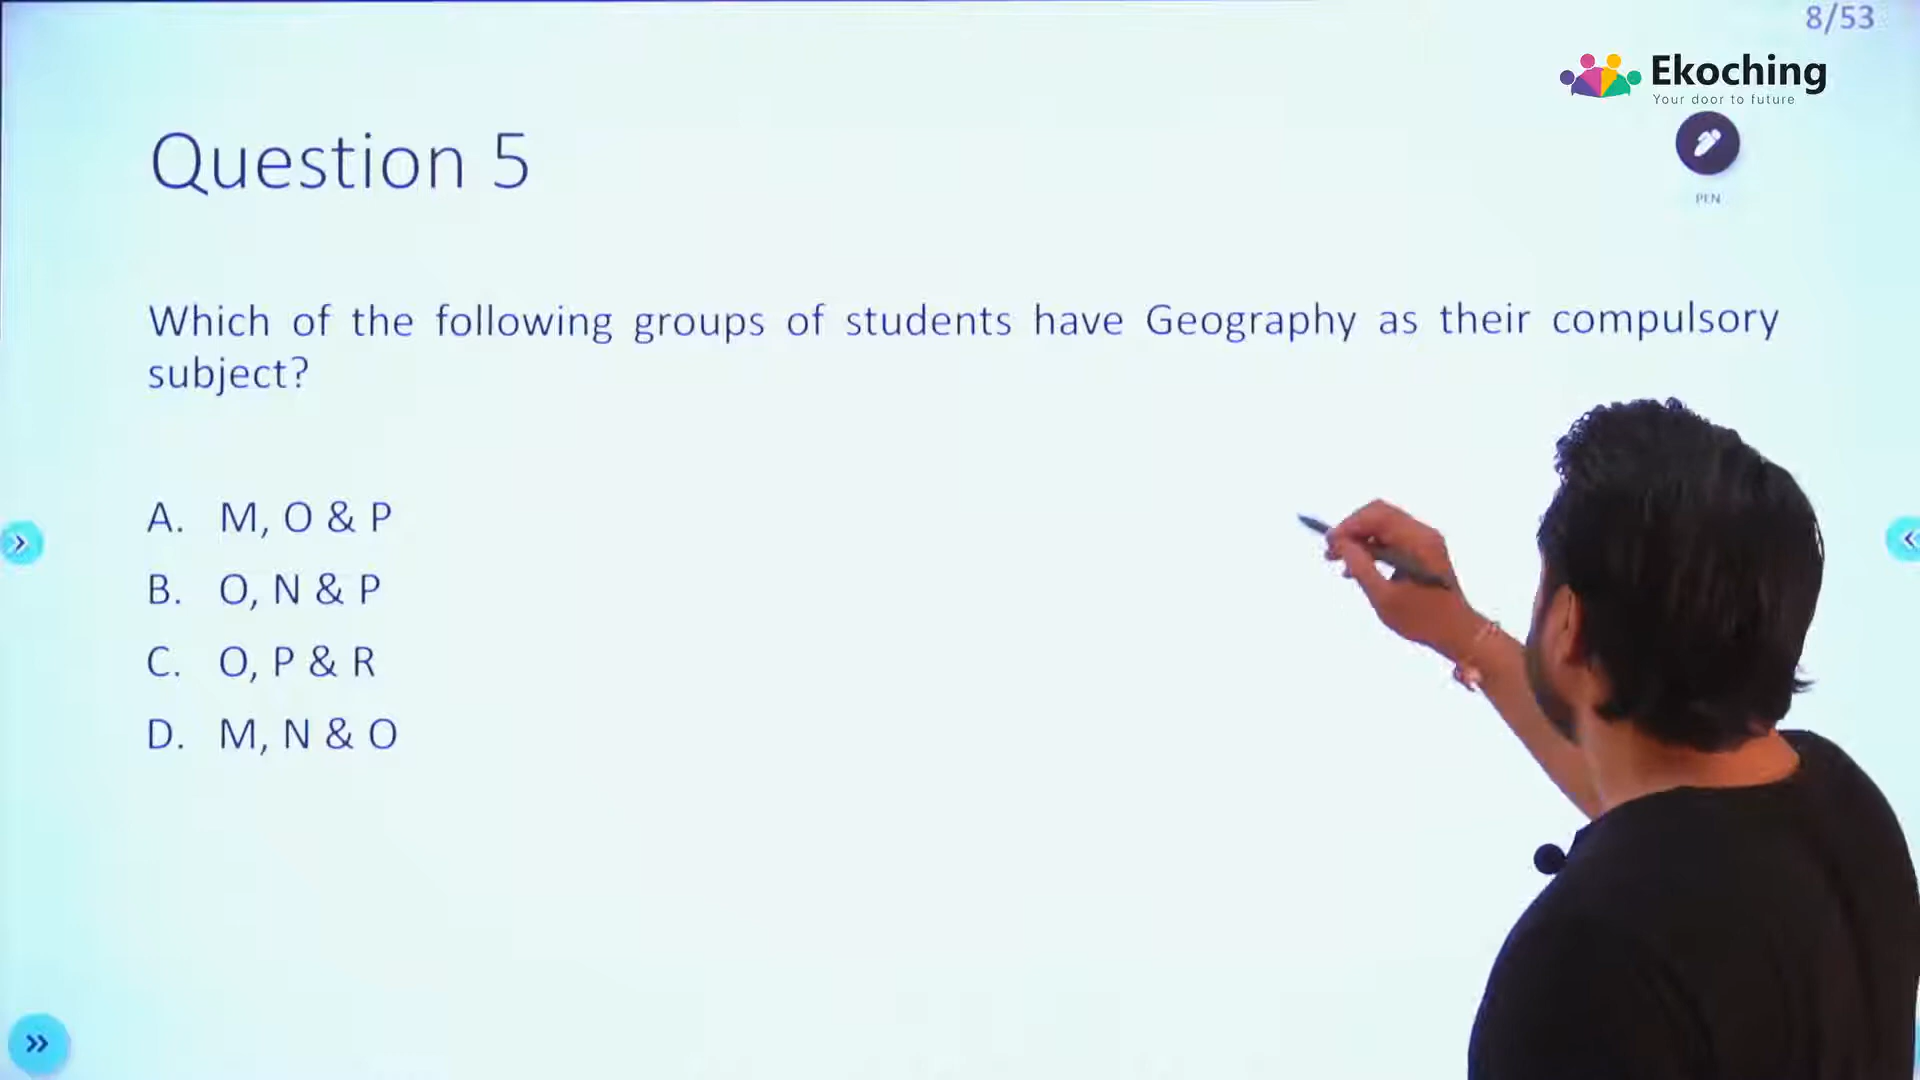 8/53
Ekoching
Your door to future
Question 5
PEN
Which of the following groups of students have Geography as their compulsory
subject?
A. M, O & P
B. O, N & P
C. O, P & R
D. M, N & O